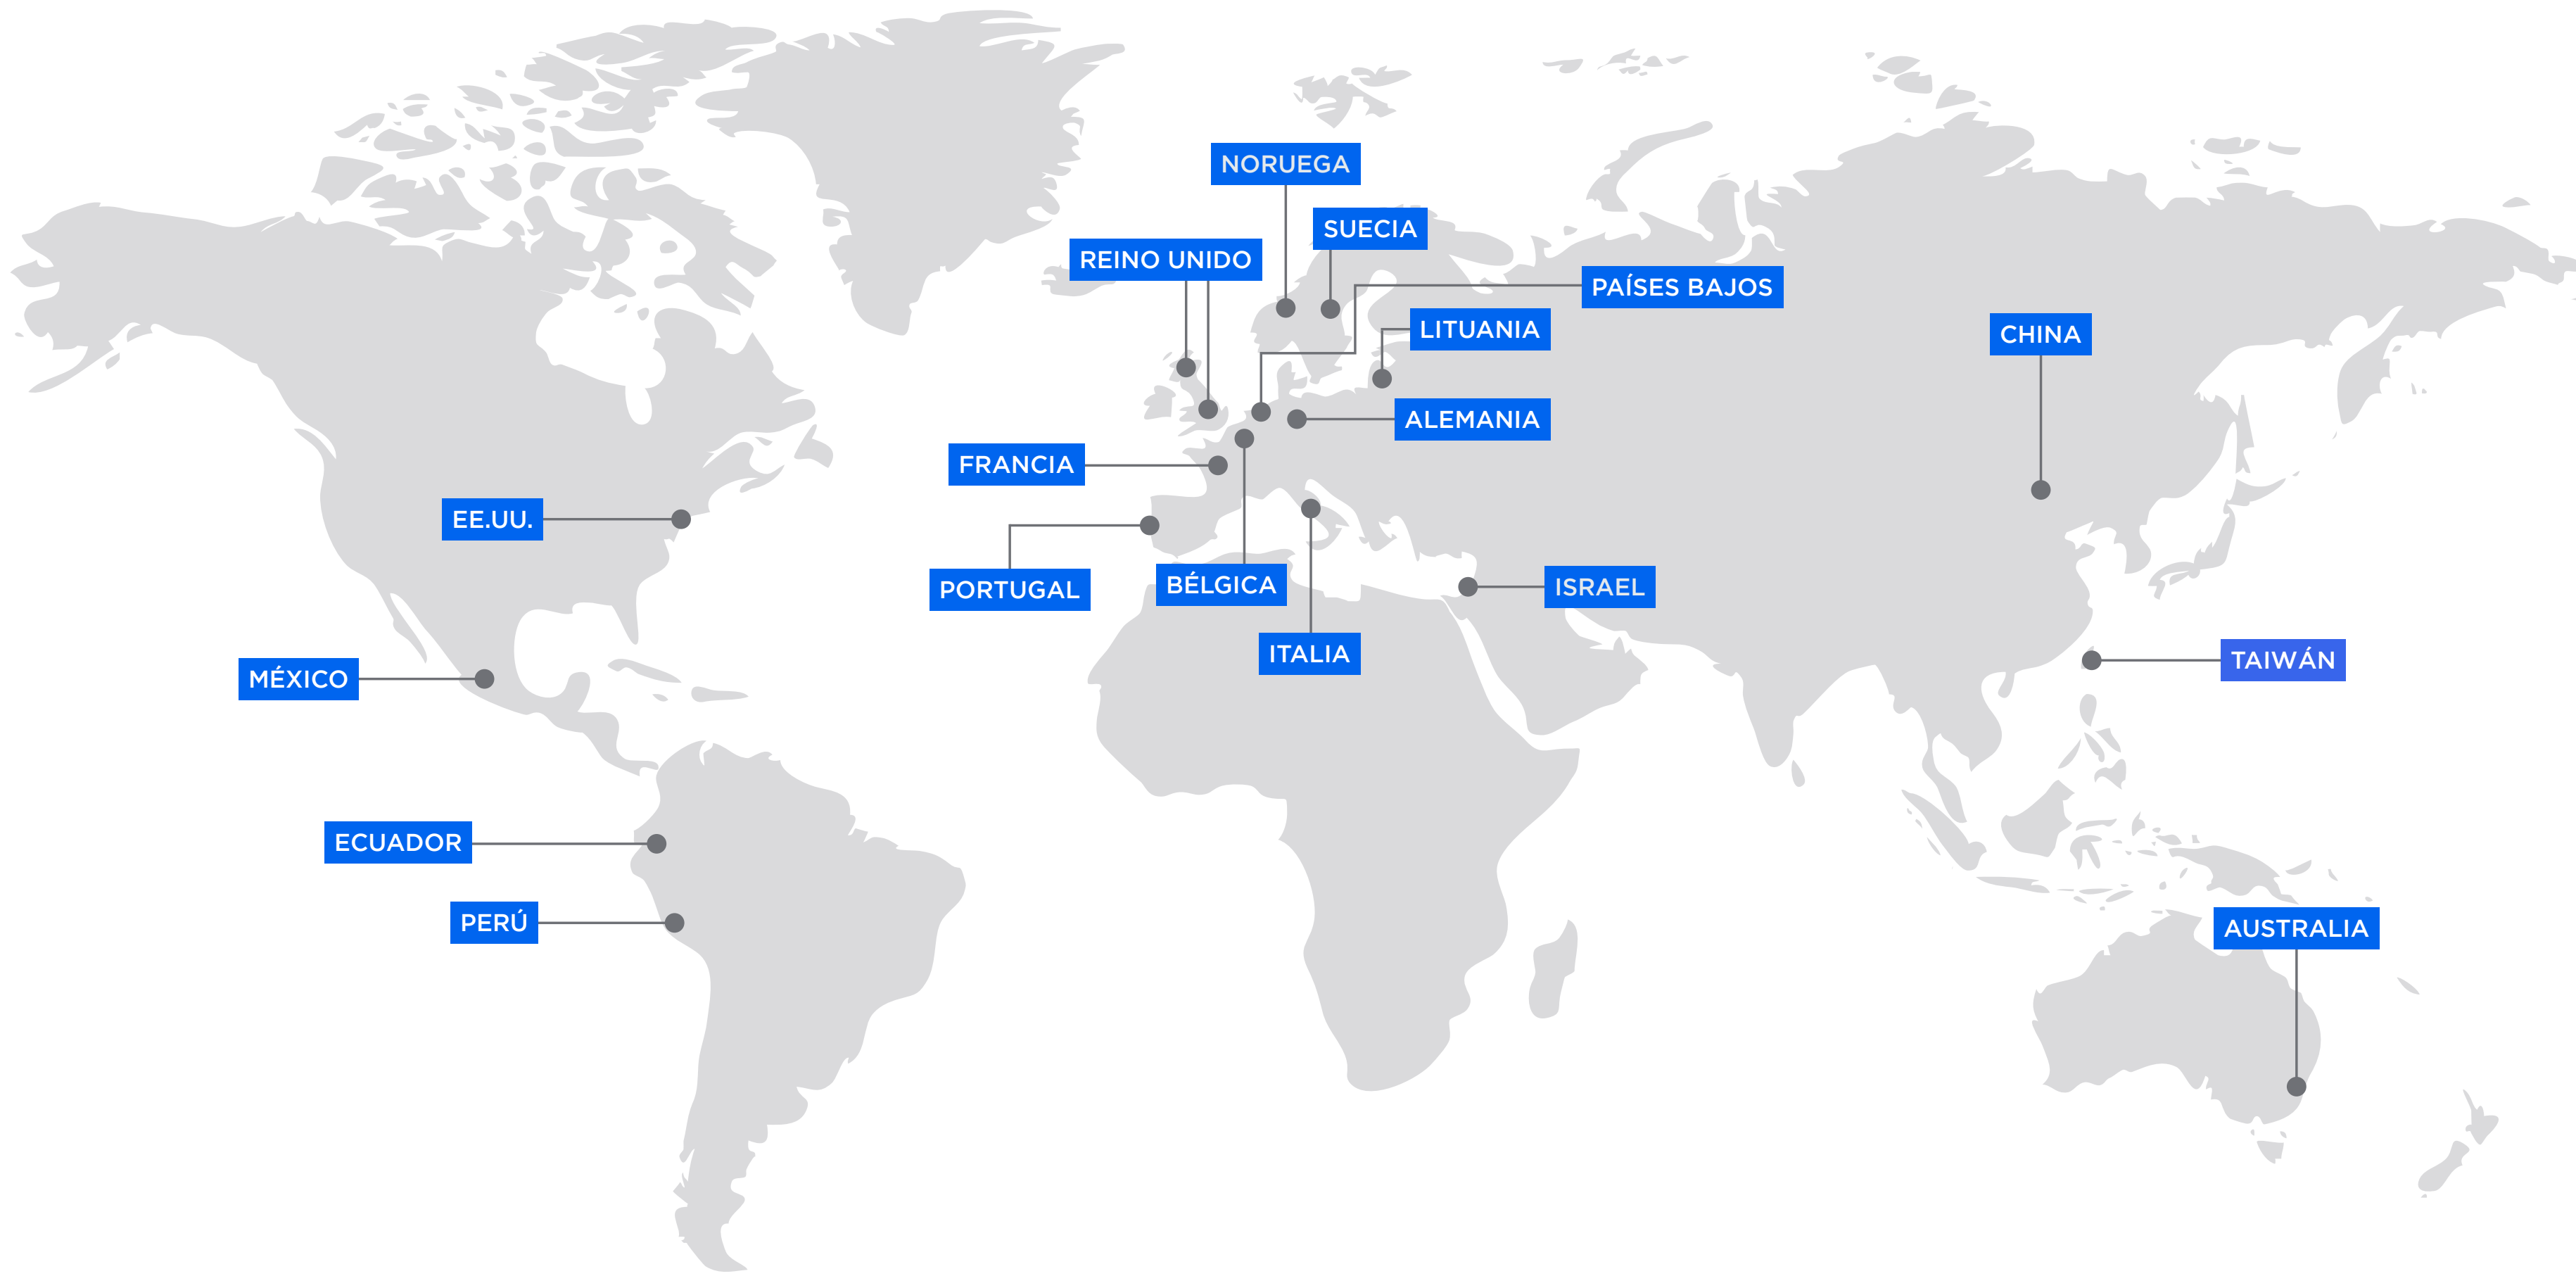 NORUEGA
SUECIA
REINO UNIDO
PAÍSES BAJOS
LITUANIA
CHINA
ALEMANIA
FRANCIA
EE.UU.
PORTUGAL
BÉLGICA
ISRAEL
ITALIA
TAIWÁN
MÉXICO
ECUADOR
PERÚ
AUSTRALIA